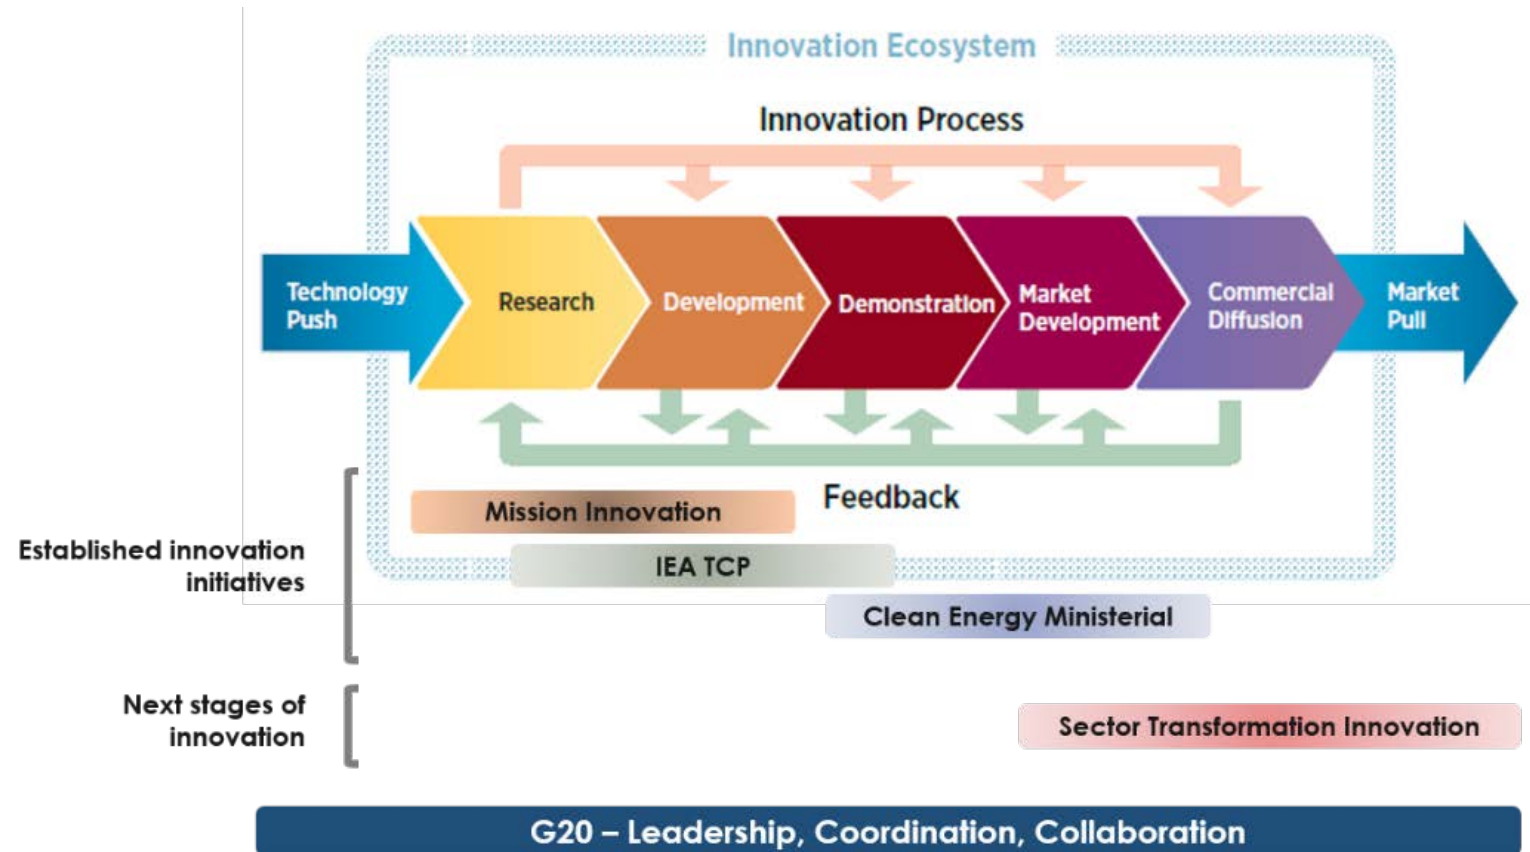 Innovation Ecosystem
Innovation Process
Technology
Push
Research
Development
Demonstration
Market
Development
Commercial
Diffusion
Market
Pull
Feedback
Mission Innovation
IEA TCP
Clean Energy Ministerial
Established innovation
initiatives
Next stages of
innovation
Sector Transformation Innovation
G20 – Leadership, Coordination, Collaboration